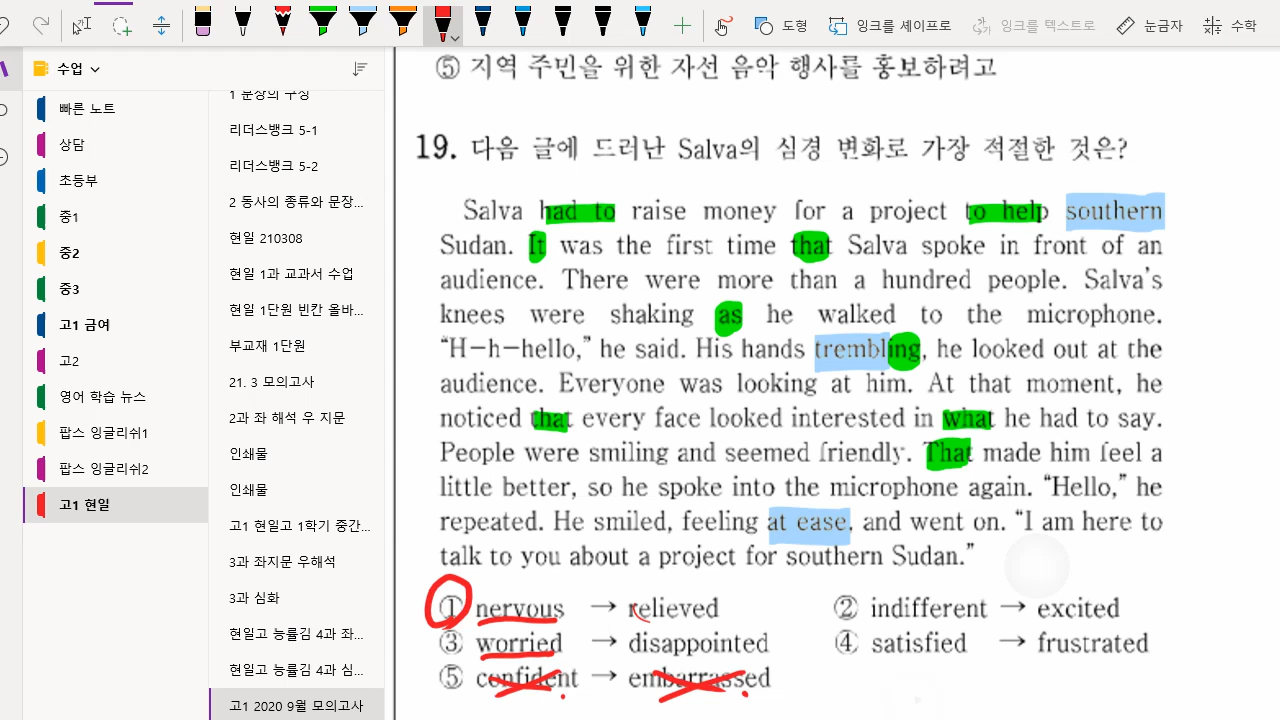 도형
잉크를 셰이프로
잉크를 텍스트로
눈금자
수학
수업
빠른 노트
상담
초등부
중1
중2
중3
고1 금여
고2
영어 학습 뉴스
팝스 잉글리쉬1
팝스 잉글리쉬2
고1 현일
1 문장의 구성
리더스뱅크 5-1
리더스뱅크 5-2
2 동사의 종류와 문장...
현일 210308
현일 1과 교과서 수업
현일 1단원 빈칸 올바...
부교재 1단원
21. 3 모의고사
2과 좌 해석 우 지문
인쇄물
인쇄물
고1 현일고 1학기 중간...
3과 좌지문 우해석
3과 심화
현일고 능률김 4과 좌...
현일고 능률김 4과 심...
고1 2020 9월 모의고사
⑤ 지역 주민을 위한 자선 음악 행사를 홍보하려고
19. 다음 글에 드러난 Salva의 심경 변화로 가장 적절한 것은?
Salva had to raise money for a project to help southern
Sudan. It was the first time that Salva spoke in front of an
audience. There were more than a hundred people. Salva's
knees were shaking as he walked to the microphone.
“H-h-hello,” he said. His hands trembling, he looked out at the
audience. Everyone was looking at him. At that moment, he
noticed that every face looked interested in what he had to say.
People were smiling and seemed friendly. That made him feel a
little better, so he spoke into the microphone again. “Hello,” he
repeated. He smiled, feeling at ease, and went on. “I am here to
talk to you about a project for southern Sudan.”
① nervous → relieved ② indifferent → excited
③ worried → disappointed ④ satisfied → frustrated
⑤ confident → embarrassed